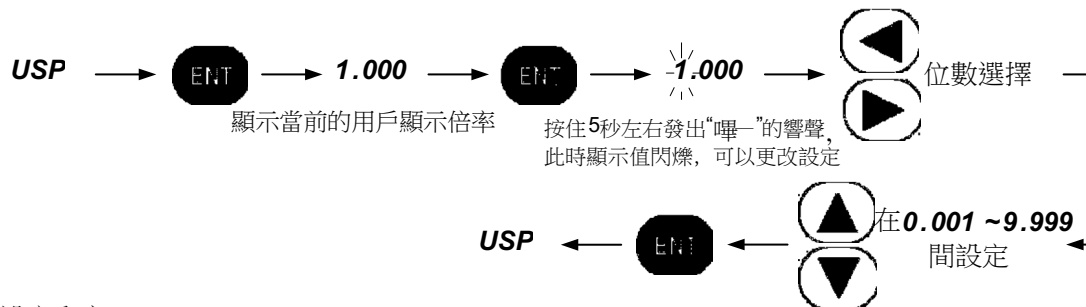 USP
ENT
1.000
ENT
1.000
位數選擇
顯示當前的用戶顯示倍率
按住5秒左右發出“嗶—”的響聲,
此時顯示值閃爍，可以更改設定
USP
ENT
在0.001 ~9.999
間設定